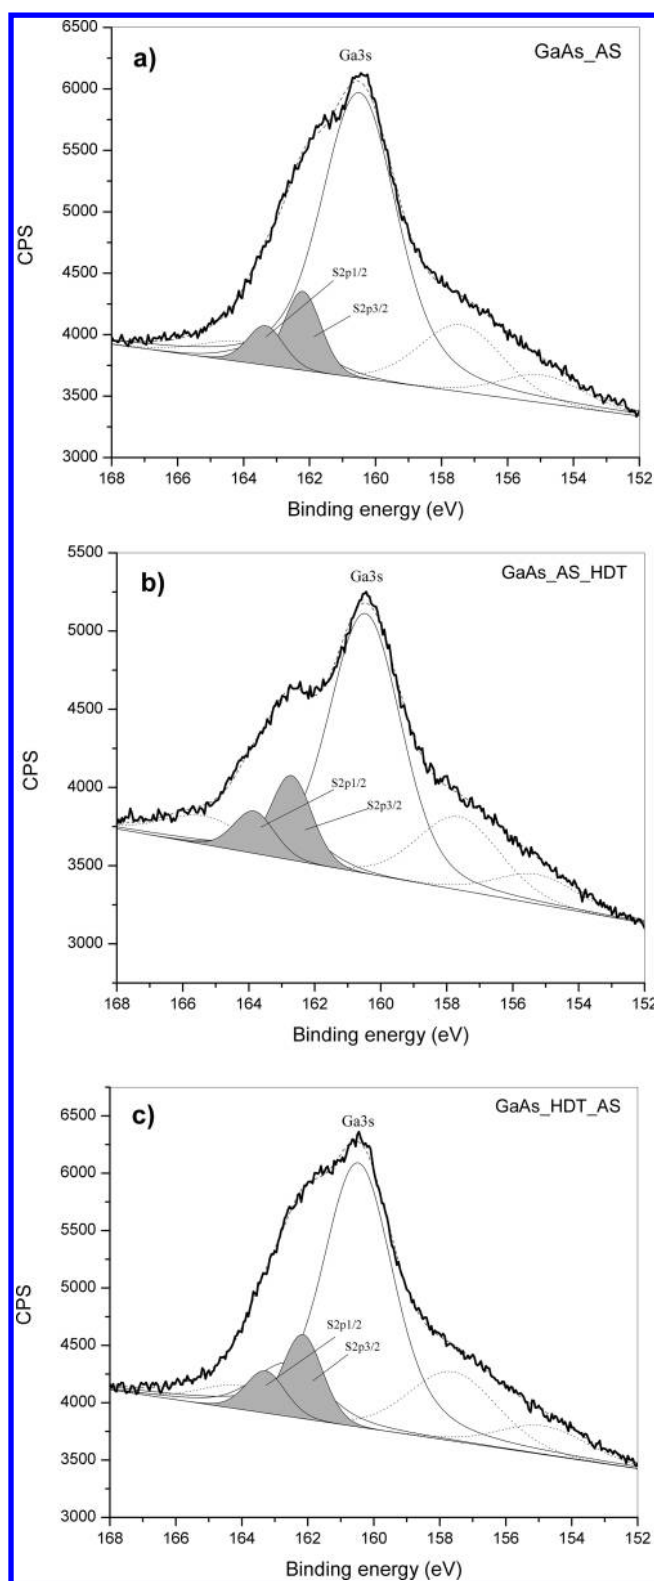 a)
Ga3s
GaAs_AS
6500
6000
5500
5000
4500
4000
3500
3000
CPS
S2p1/2
S2p3/2
168 166 164 162 160 158 156 154 152
Binding energy (eV)
b)
Ga3s
GaAs_AS_HDT
5500
5000
4500
4000
3500
3000
CPS
S2p1/2
S2p3/2
168 166 164 162 160 158 156 154 152
Binding energy (eV)
c)
Ga3s
GaAs_HDT_AS
6500
6000
5500
5000
4500
4000
3500
3000
CPS
S2p1/2
S2p3/2
168 166 164 162 160 158 156 154 152
Binding energy (eV)